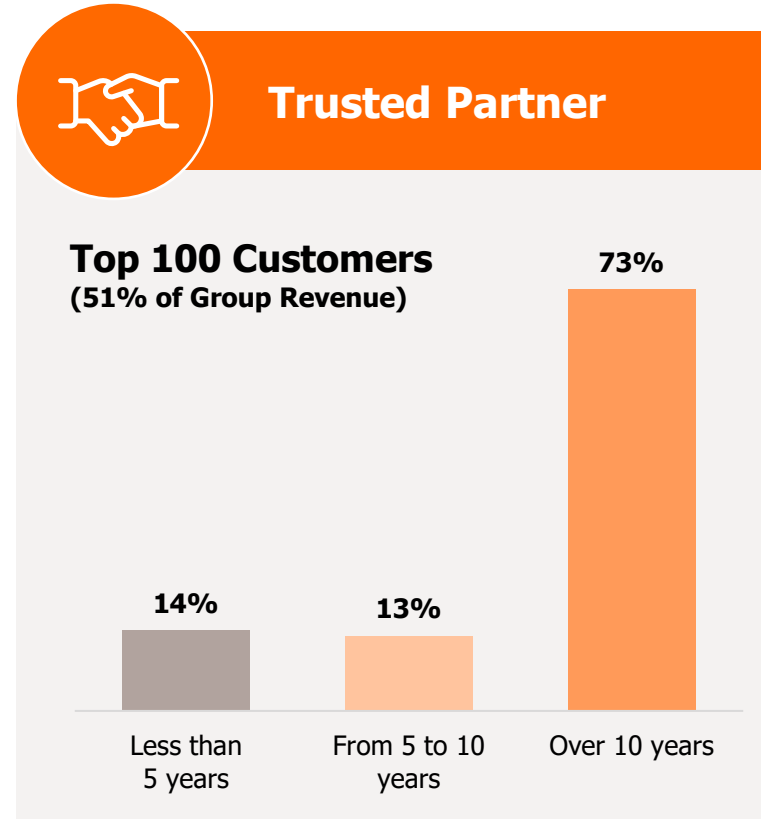 Trusted Partner
Top 100 Customers
(51% of Group Revenue)
73%
14%
13%
Less than
5 years
From 5 to 10
years
Over 10 years